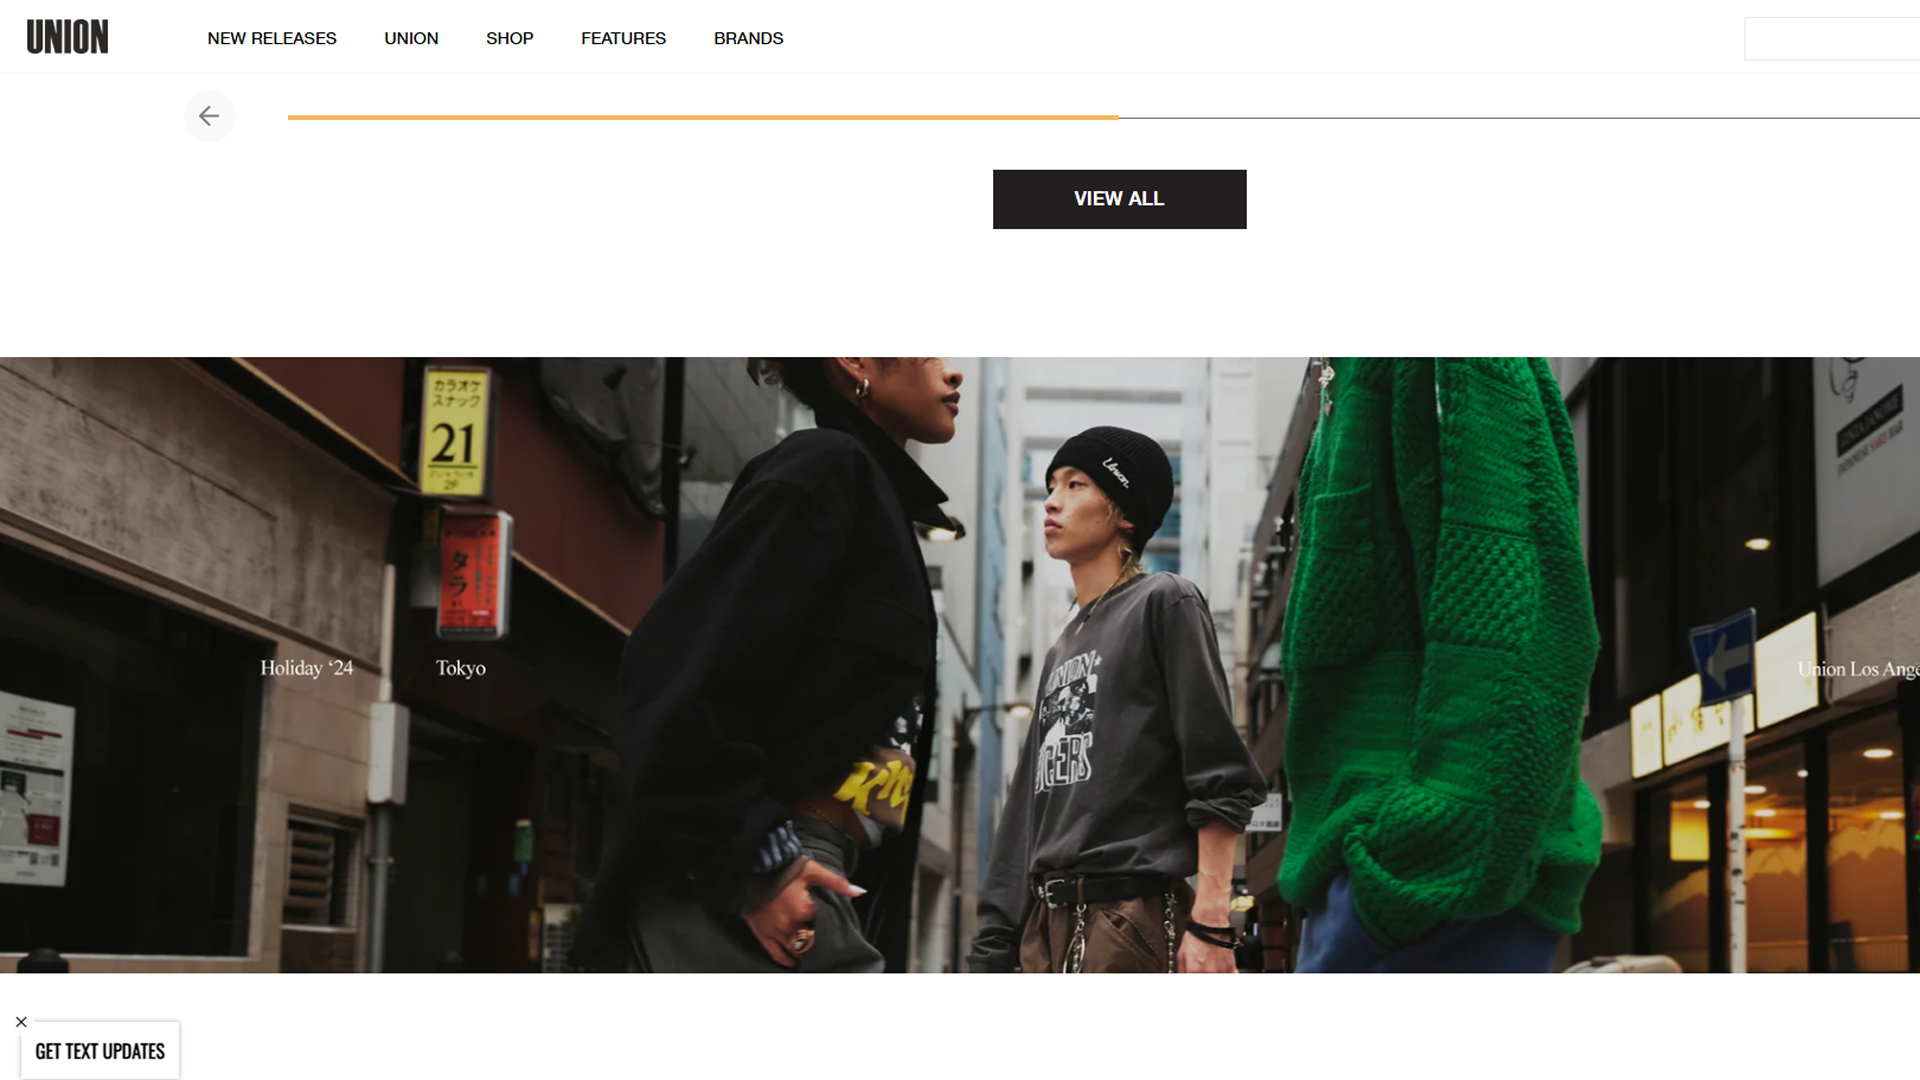 UNION
NEW RELEASES
UNION
SHOP
FEATURES
BRANDS
VIEW ALL
カラオケ
スナック
21
2F
タラ
Union
Holiday ‘24
Tokyo
Union Los Ange
UNION
GET TEXT UPDATES